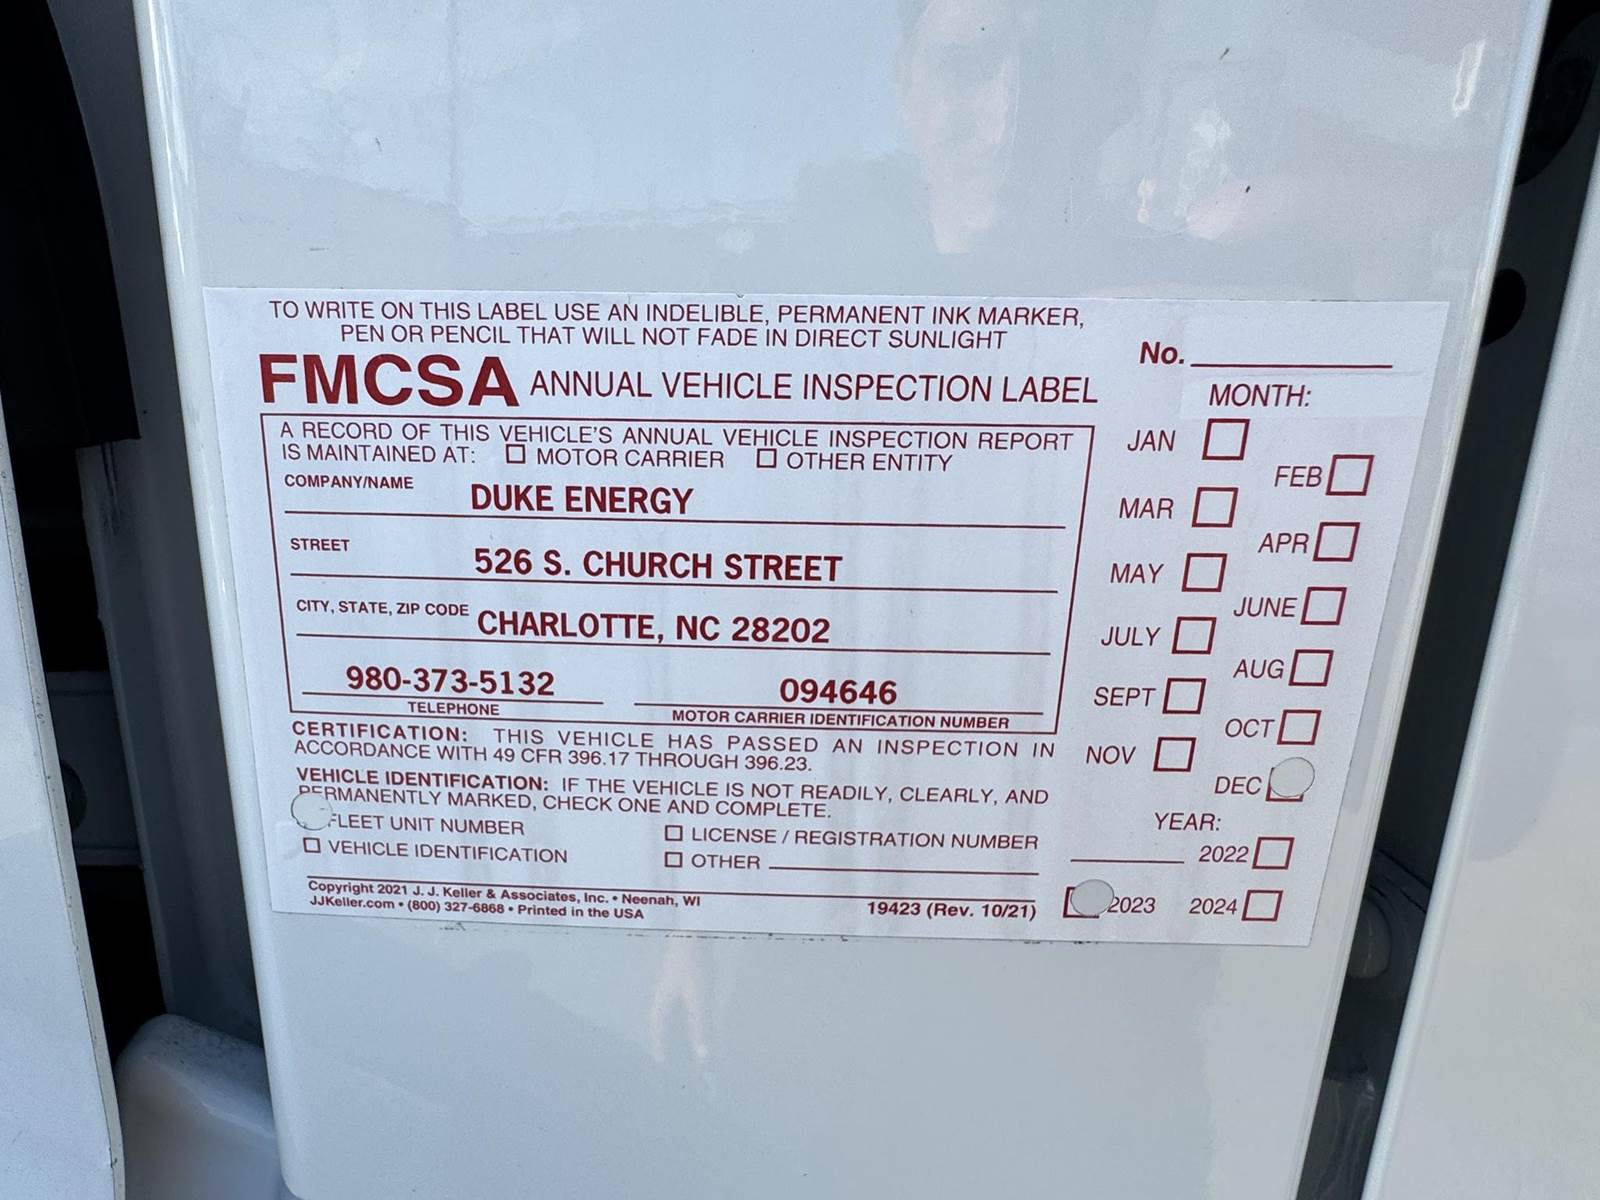 TO WRITE ON THIS LABEL USE AN INDELIBLE, PERMANENT INK MARKER,
PEN OR PENCIL THAT WILL NOT FADE IN DIRECT SUNLIGHT
FMCSA ANNUAL VEHICLE INSPECTION LABEL
A RECORD OF THIS VEHICLE'S ANNUAL VEHICLE INSPECTION REPORT
IS MAINTAINED AT: ☐ MOTOR CARRIER ☐ OTHER ENTITY
COMPANY/NAME DUKE ENERGY
STREET 526 S. CHURCH STREET
CITY, STATE, ZIP CODE CHARLOTTE, NC 28202
980-373-5132 094646
TELEPHONE MOTOR CARRIER IDENTIFICATION NUMBER
CERTIFICATION: THIS VEHICLE HAS PASSED AN INSPECTION IN
ACCORDANCE WITH 49 CFR 396.17 THROUGH 396.23.
VEHICLE IDENTIFICATION: IF THE VEHICLE IS NOT READILY, CLEARLY, AND
PERMANENTLY MARKED, CHECK ONE AND COMPLETE.
FLEET UNIT NUMBER ☐ LICENSE / REGISTRATION NUMBER
☐ VEHICLE IDENTIFICATION ☐ OTHER
Copyright 2021 J. J. Keller & Associates, Inc. • Neenah, WI
JJKeller.com • (800) 327-6868 • Printed in the USA
19423 (Rev. 10/21)
No.
MONTH:
JAN
FEB
MAR
APR
MAY
JUNE
JULY
AUG
SEPT
OCT
NOV
DEC
YEAR:
2022
2023 2024